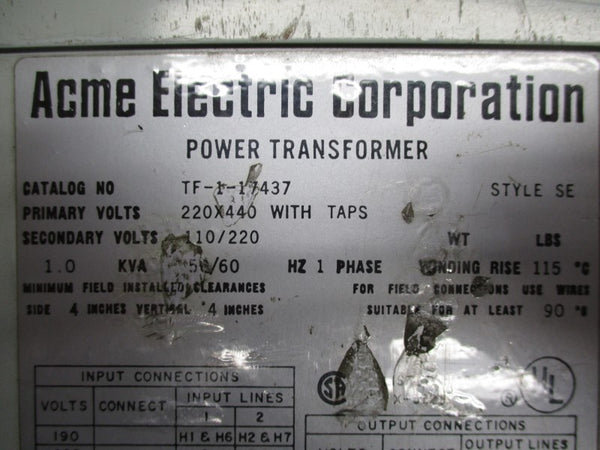 Acme Electric Corporation
POWER TRANSFORMER
CATALOG NO TF-1-17437 STYLE SE
PRIMARY VOLTS 220X440 WITH TAPS
SECONDARY VOLTS 110/220 WT LBS
1.0 KVA 50/60 HZ 1 PHASE WINDING RISE 115 °C
MINIMUM FIELD INSTALLED CLEARANCES FOR FIELD CONNECTIONS USE WIRES
SIDE 4 INCHES VERTICAL 4 INCHES SUITABLE FOR AT LEAST 90 °
INPUT CONNECTIONS
VOLTS CONNECT INPUT LINES
1 2
190 H1 & H6 H2 & H7
SA UL
OUTPUT CONNECTIONS
OUTPUT LINES